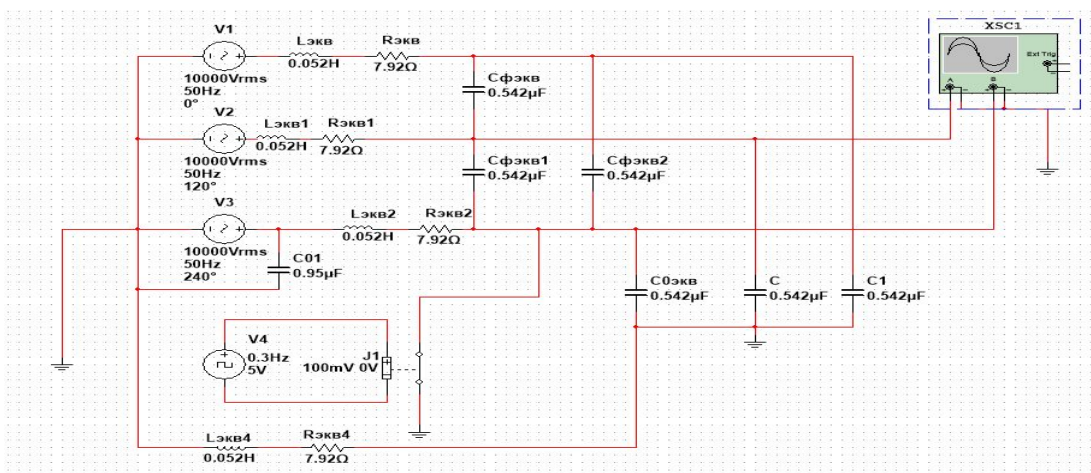 XSC1
Ext Trig
A
B
V1
10000Vrms
50Hz
0°
Lэкв
0.052H
Rэкв
7.92Ω
Cфэкв
0.542µF
V2
10000Vrms
50Hz
120°
Lэкв1
0.052H
Rэкв1
7.92Ω
Cфэкв1
0.542µF
Cфэкв2
0.542µF
V3
10000Vrms
50Hz
240°
Lэкв2
0.052H
Rэкв2
7.92Ω
C01
0.95µF
C0экв
0.542µF
C
0.542µF
C1
0.542µF
V4
0.3Hz
5V
J1
100mV 0V
Lэкв4
0.052H
Rэкв4
7.92Ω